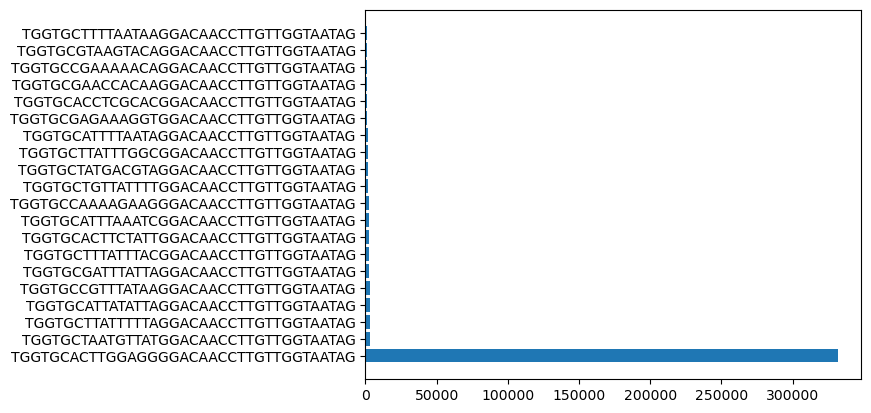 TGGTGCTTTTAATAAGGACAACCTTGTTGGTAATAG
TGGTGCGTAAGTACAGGACAACCTTGTTGGTAATAG
TGGTGCCGAAAAACAGGACAACCTTGTTGGTAATAG
TGGTGCGAACCACAAGGACAACCTTGTTGGTAATAG
TGGTGCACCTCGCACGGACAACCTTGTTGGTAATAG
TGGTGCGAGAAAGGTGGACAACCTTGTTGGTAATAG
TGGTGCATTTTAATAGGACAACCTTGTTGGTAATAG
TGGTGCTTATTTGGCGGACAACCTTGTTGGTAATAG
TGGTGCTATGACGTAGGACAACCTTGTTGGTAATAG
TGGTGCTGTTATTTTGGACAACCTTGTTGGTAATAG
TGGTGCCAAAAGAAGGGACAACCTTGTTGGTAATAG
TGGTGCATTTAAATCGGACAACCTTGTTGGTAATAG
TGGTGCACTTCTATTGGACAACCTTGTTGGTAATAG
TGGTGCTTTATTTACGGACAACCTTGTTGGTAATAG
TGGTGCGATTTATTAGGACAACCTTGTTGGTAATAG
TGGTGCCGTTTATAAGGACAACCTTGTTGGTAATAG
TGGTGCATTATATTAGGACAACCTTGTTGGTAATAG
TGGTGCTTATTTTTAGGACAACCTTGTTGGTAATAG
TGGTGCTAATGTTATGGACAACCTTGTTGGTAATAG
TGGTGCACTTGGAGGGGACAACCTTGTTGGTAATAG
0 50000 100000 150000 200000 250000 300000